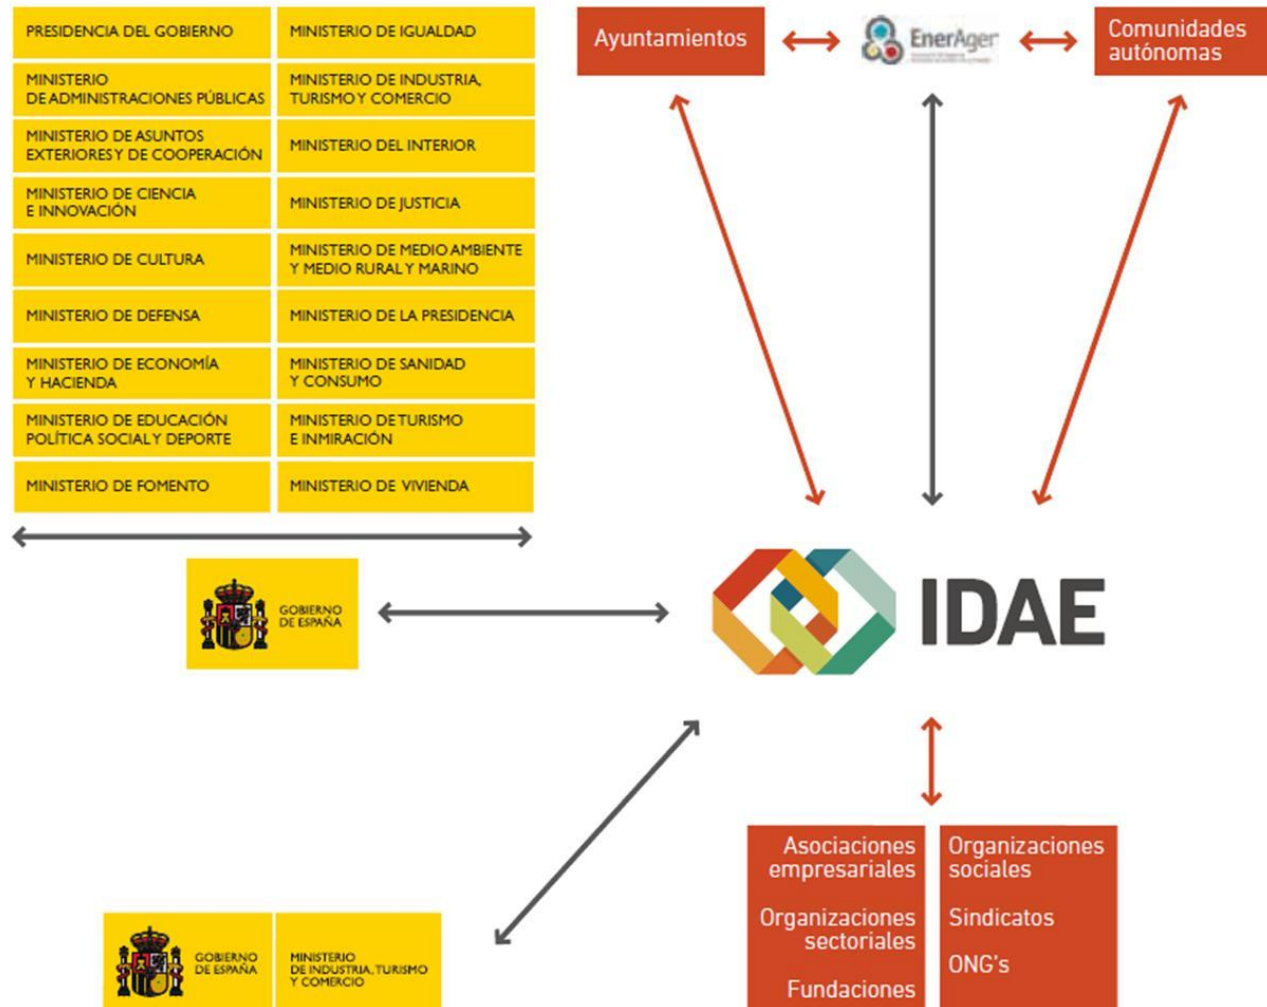 PRESIDENCIA DEL GOBIERNO
MINISTERIO DE IGUALDAD
MINISTERIO
DE ADMINISTRACIONES PÚBLICAS
MINISTERIO DE INDUSTRIA,
TURISMO Y COMERCIO
MINISTERIO DE ASUNTOS
EXTERIORES Y DE COOPERACIÓN
MINISTERIO DEL INTERIOR
MINISTERIO DE CIENCIA
E INNOVACIÓN
MINISTERIO DE JUSTICIA
MINISTERIO DE CULTURA
MINISTERIO DE MEDIO AMBIENTE
Y MEDIO RURAL Y MARINO
MINISTERIO DE DEFENSA
MINISTERIO DE LA PRESIDENCIA
MINISTERIO DE ECONOMÍA
Y HACIENDA
MINISTERIO DE SANIDAD
Y CONSUMO
MINISTERIO DE EDUCACIÓN
POLÍTICA SOCIAL Y DEPORTE
MINISTERIO DE TURISMO
E INMIRACIÓN
MINISTERIO DE FOMENTO
MINISTERIO DE VIVIENDA
Ayuntamientos
EnerAgen
Comunidades
autónomas
GOBIERNO
DE ESPAÑA
IDAE
GOBIERNO
DE ESPAÑA
MINISTERIO
DE INDUSTRIA, TURISMO
Y COMERCIO
Asociaciones
empresariales
Organizaciones
sectoriales
Fundaciones
Organizaciones
sociales
Sindicatos
ONG's